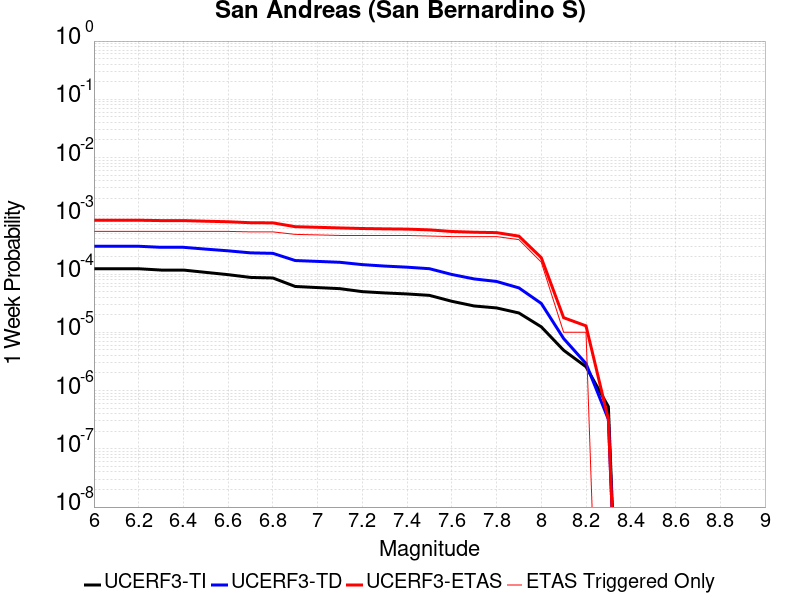 San Andreas (San Bernardino S)
10^0
10^-1
10^-2
10^-3
10^-4
10^-5
10^-6
10^-7
10^-8
1 Week Probability
6 6.2 6.4 6.6 6.8 7 7.2 7.4 7.6 7.8 8 8.2 8.4 8.6 8.8 9
Magnitude
UCERF3-TI UCERF3-TD UCERF3-ETAS ETAS Triggered Only